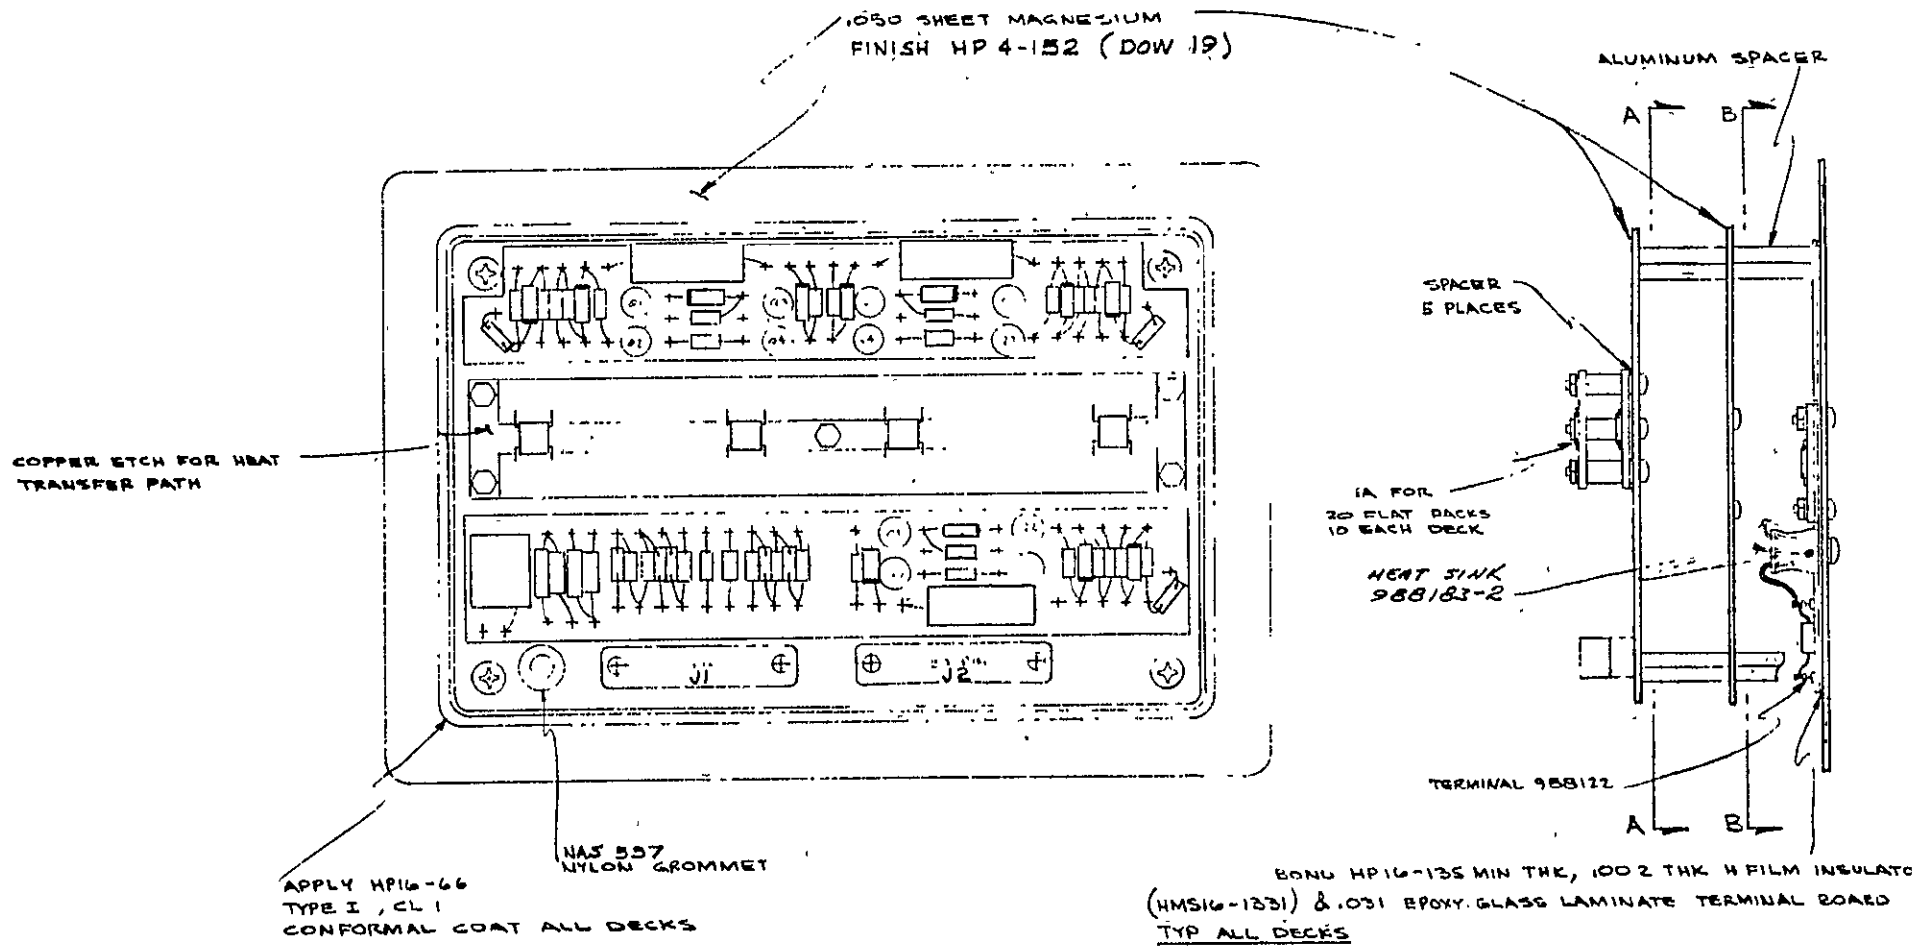 .050 SHEET MAGNESIUM
FINISH HP 4-152 (DOW 19)
ALUMINUM SPACER
A
B
SPACER
5 PLACES
COPPER ETCH FOR HEAT
TRANSFER PATH
1A FOR
20 FLAT PACKS
10 EACH DECK
HEAT SINK
988183-2
J1
J2
TERMINAL 988122
A
B
NAS 557
NYLON GROMMET
APPLY HP16-66
TYPE I, CL 1
CONFORMAL COAT ALL DECKS
BOND HP16-135 MIN THK, .002 THK H FILM INSULATO
(HMS16-1331) & .031 EPOXY GLASS LAMINATE TERMINAL BOARD
TYP ALL DECKS